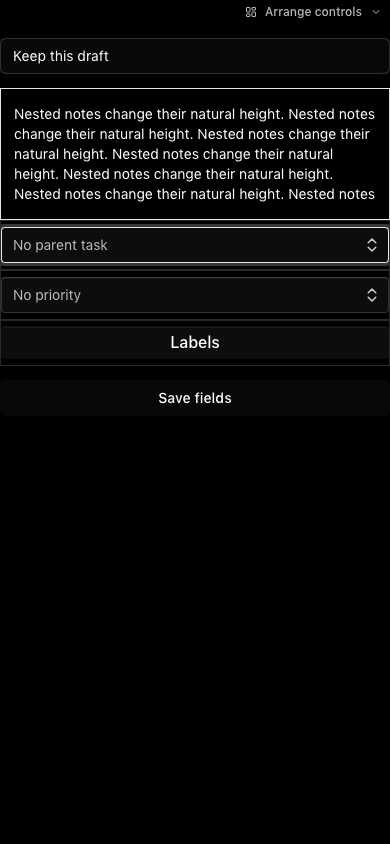 Arrange controls
Keep this draft
Nested notes change their natural height. Nested notes
change their natural height. Nested notes change their
natural height. Nested notes change their natural
height. Nested notes change their natural height.
Nested notes change their natural height. Nested notes
No parent task
No priority
Labels
Save fields